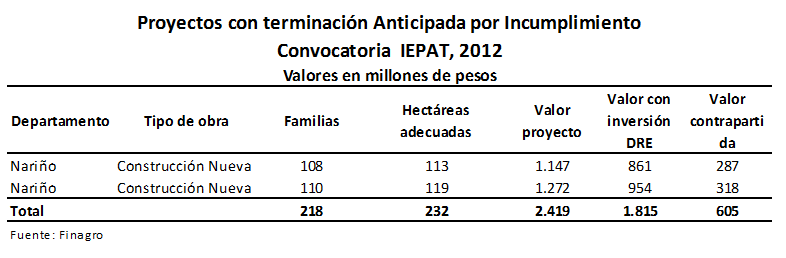 Proyectos con terminación Anticipada por Incumplimiento
Convocatoria IEPAT, 2012
Valores en millones de pesos
Departamento Tipo de obra Familias Hectáreas adecuadas Valor proyecto Valor con inversión DRE Valor contraparti da
Nariño Construcción Nueva 108 113 1.147 861 287
Nariño Construcción Nueva 110 119 1.272 954 318
Total 218 232 2.419 1.815 605
Fuente: Finagro